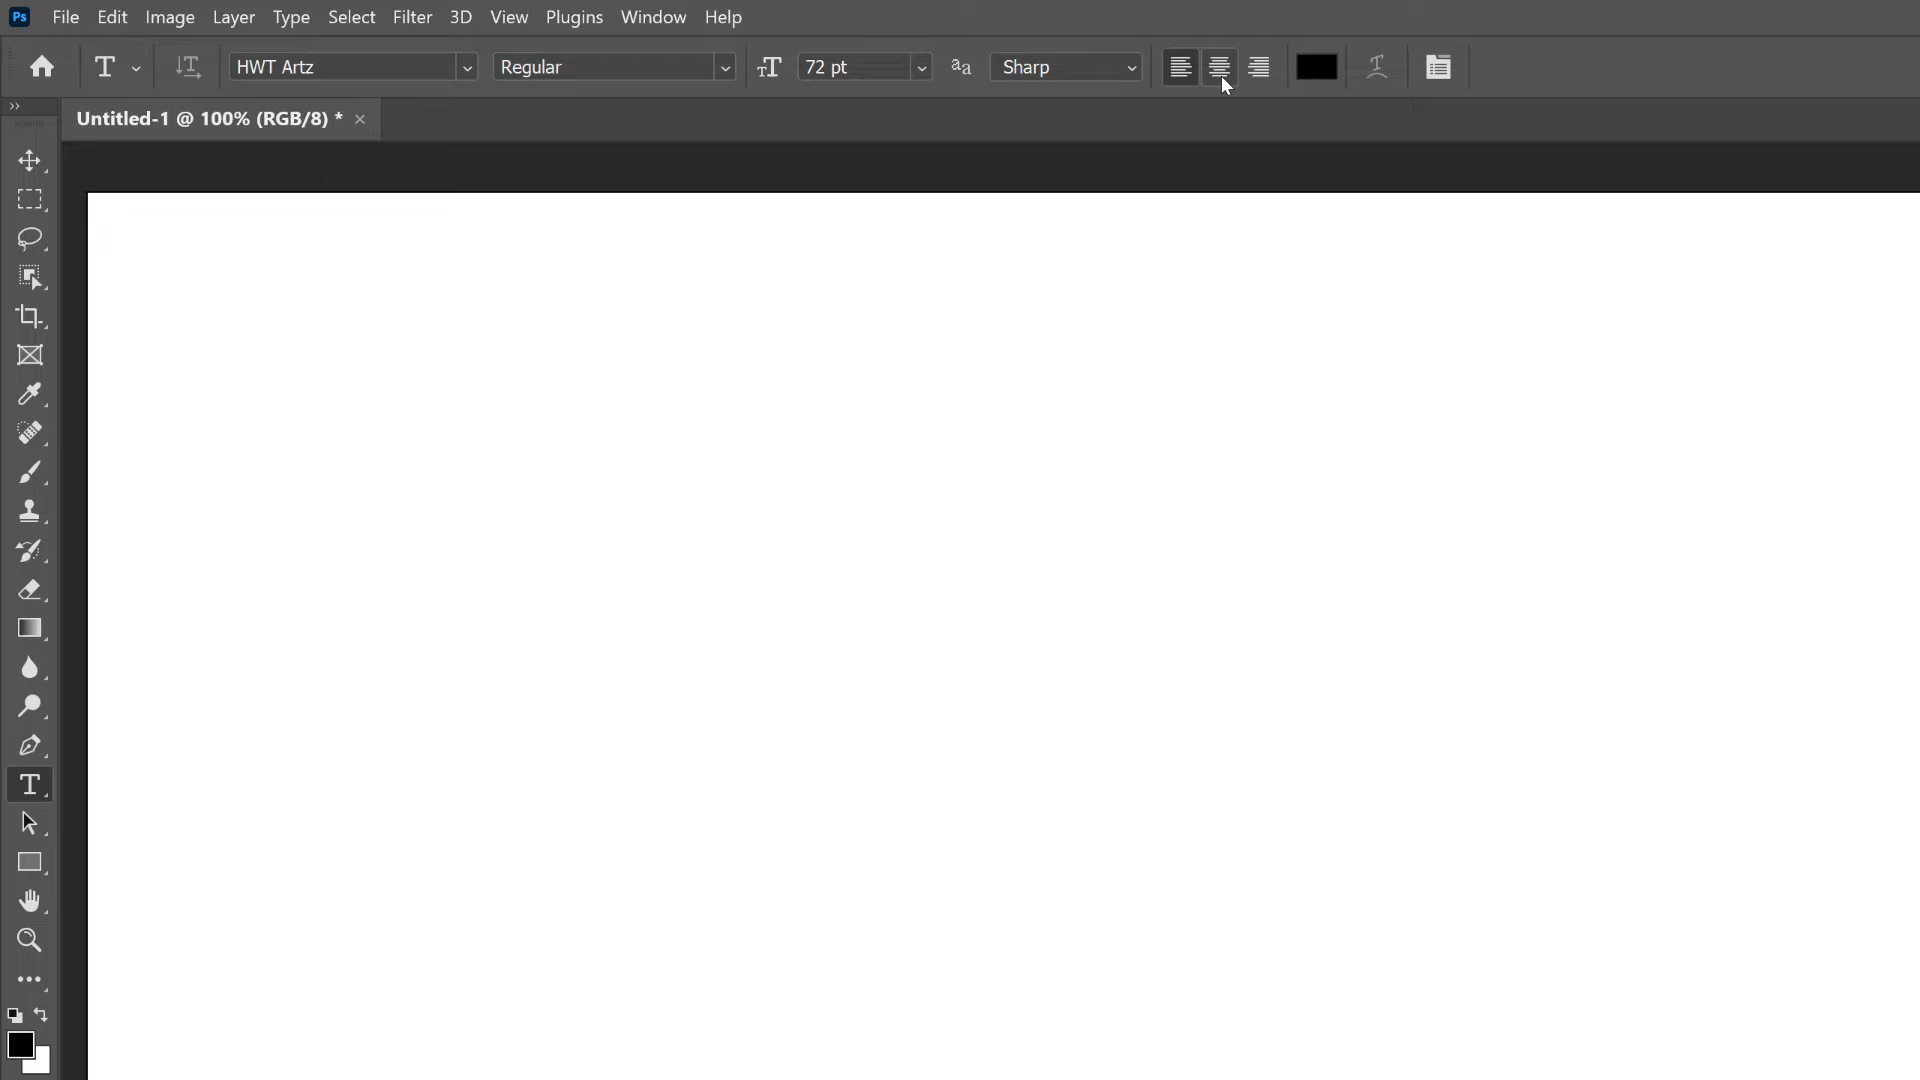 Ps File Edit Image Layer Type Select Filter 3D View Plugins Window Help
HWT Artz Regular 72 pt aa Sharp
Untitled-1 @ 100% (RGB/8) *